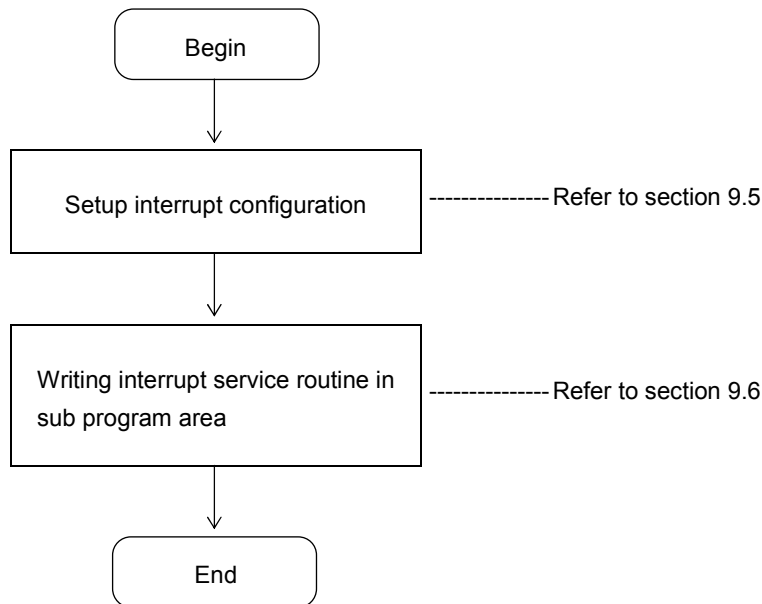 Begin
Setup interrupt configuration
--------------- Refer to section 9.5
Writing interrupt service routine in
sub program area
--------------- Refer to section 9.6
End